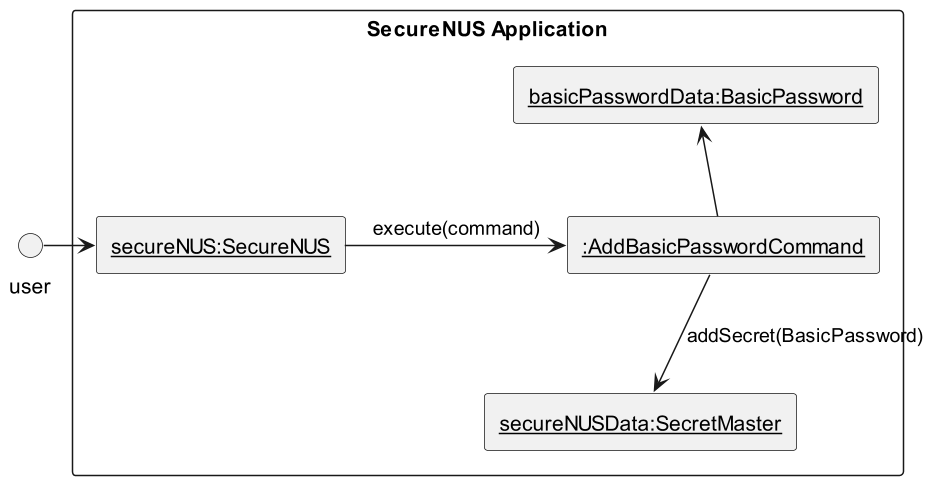 SecureNUS Application
basicPasswordData:BasicPassword
execute(command)
secureNUS:SecureNUS
:AddBasicPasswordCommand
user
addSecret(BasicPassword)
secureNUSData:SecretMaster